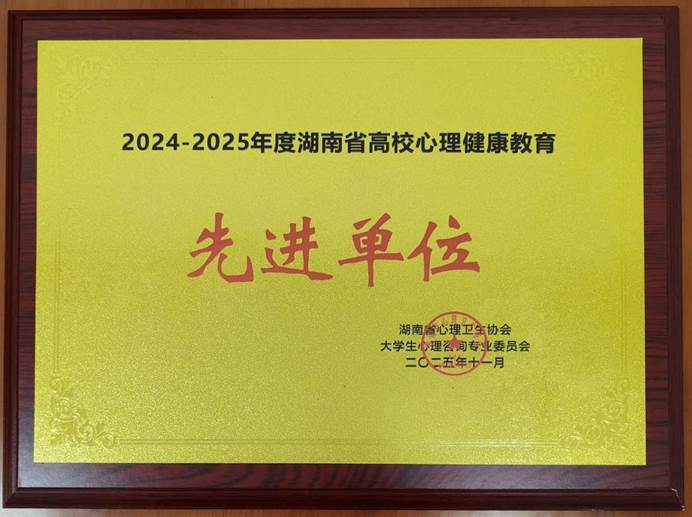 2024-2025年度湖南省高校心理健康教育
先进单位
湖南省心理卫生协会
大学生心理咨询专业委员会
二〇二五年十一月